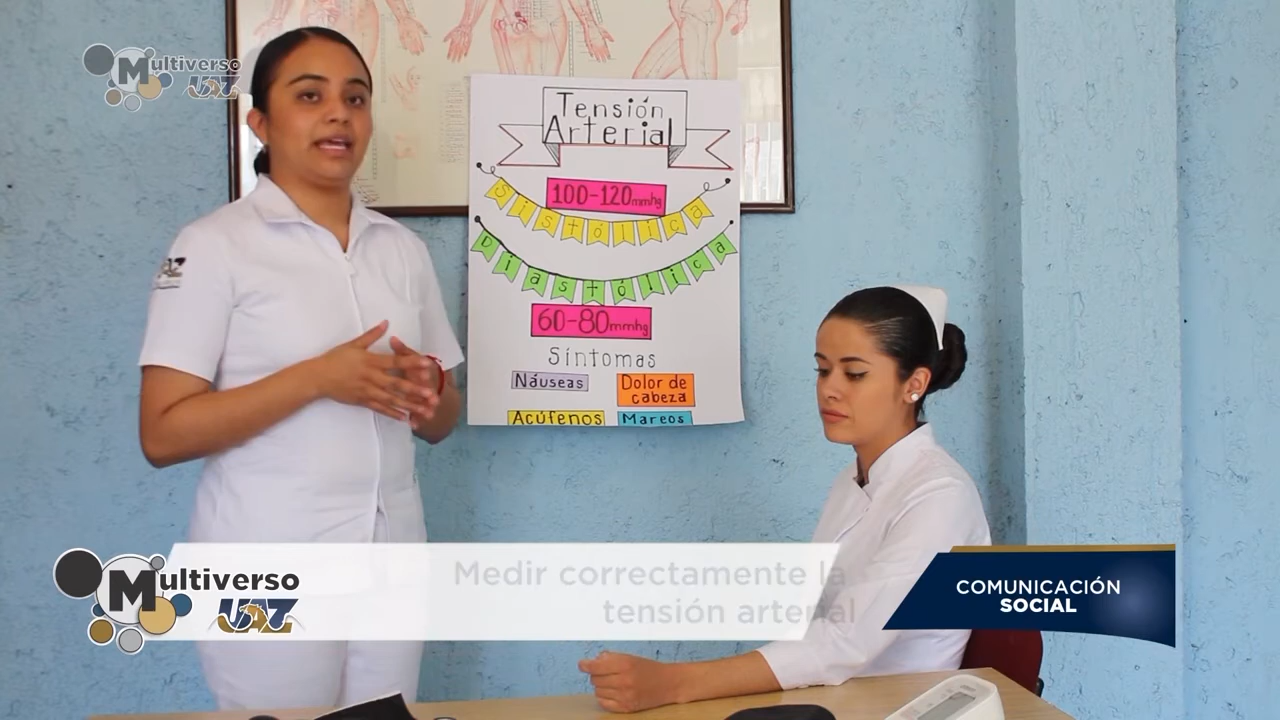 Multiverso
UAZ
Tensión
Arterial
100-120mmhg
Sistólica
Diastólica
60-80mmhg
Síntomas
Náuseas
Dolor de
cabeza
Acúfenos
Mareos
Multiverso
UAZ
Medir correctamente la
tensión arterial
COMUNICACIÓN
SOCIAL